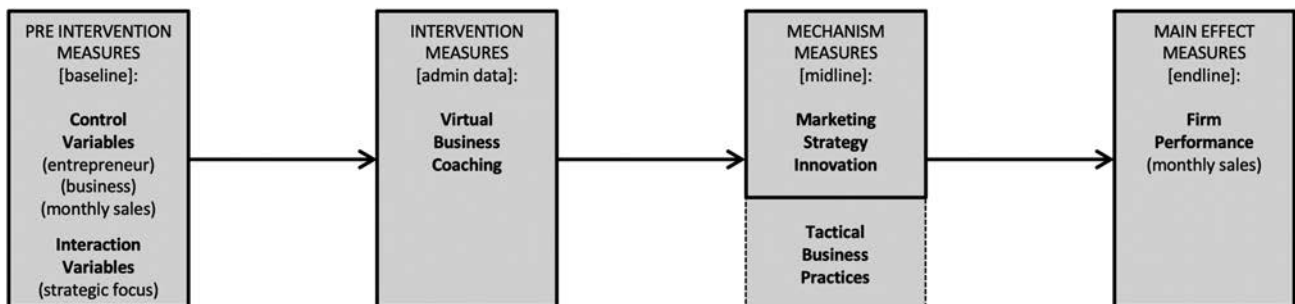 PRE INTERVENTION
MEASURES
[baseline]:
Control
Variables
(entrepreneur)
(business)
(monthly sales)
Interaction
Variables
(strategic focus)
INTERVENTION
MEASURES
[admin data]:
Virtual
Business
Coaching
MECHANISM
MEASURES
[midline]:
Marketing
Strategy
Innovation
Tactical
Business
Practices
MAIN EFFECT
MEASURES
[endline]:
Firm
Performance
(monthly sales)